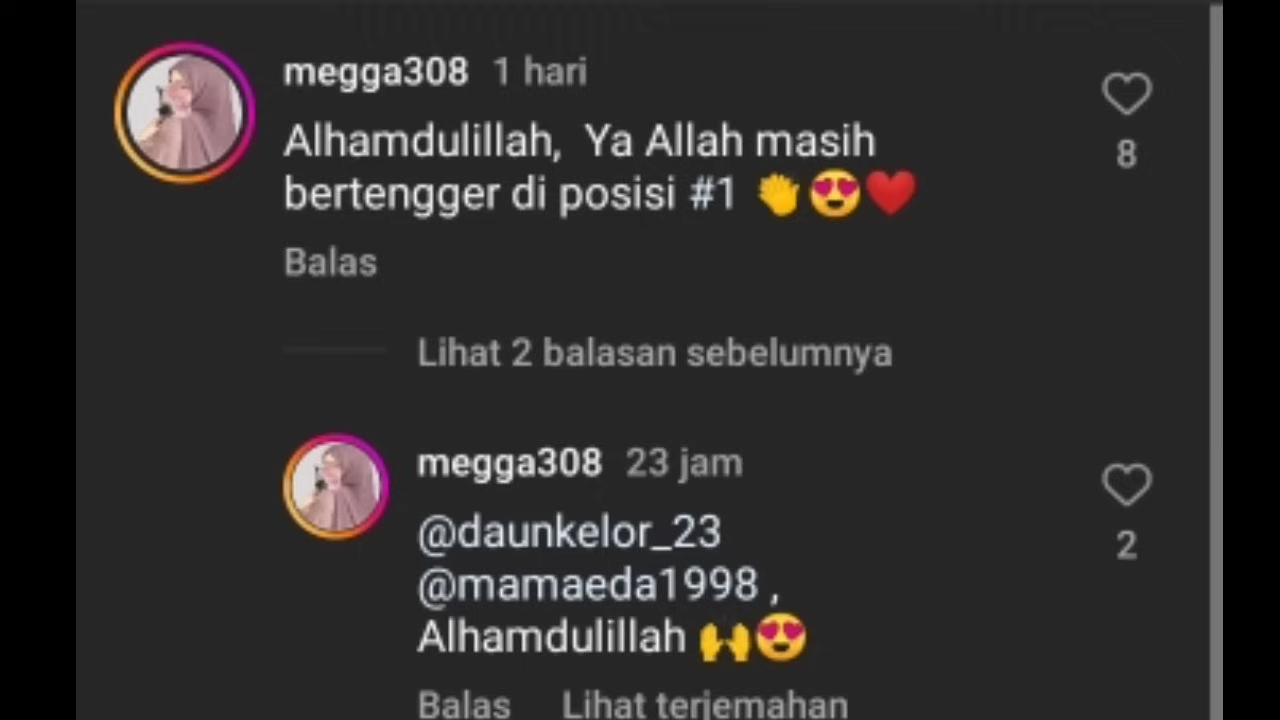 megga308 1 hari
Alhamdulillah, Ya Allah masih
bertengger di posisi #1 👏😍❤️
8
Balas
Lihat 2 balasan sebelumnya
megga308 23 jam
@daunkelor_23
@mamaeda1998 ,
Alhamdulillah 🙌😍
2
Balas Lihat terjemahan